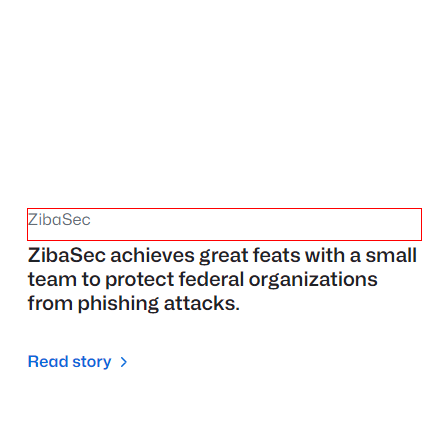 ZibaSec
ZibaSec achieves great feats with a small
team to protect federal organizations
from phishing attacks.
Read story